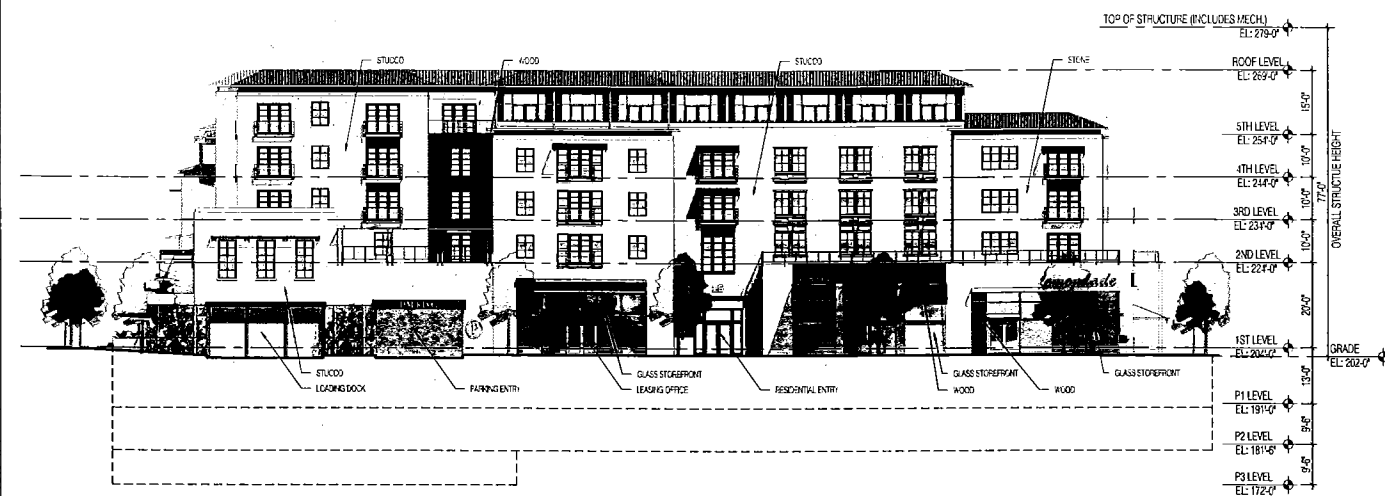 TOP OF STRUCTURE (INCLUDES MECH.)
EL: 279'-0"
STUCCO
WOOD
STUCCO
STONE
ROOF LEVEL
EL: 269'-0"
15'-0"
5TH LEVEL
EL: 254'-0"
10'-0"
4TH LEVEL
EL: 244'-0"
10'-0"
3RD LEVEL
EL: 234'-0"
10'-0"
2ND LEVEL
EL: 224'-0"
20'-0"
77'-0"
OVERALL STRUCTUE HEIGHT
lemonade
PARKING
1ST LEVEL
EL: 204'-0"
GRADE
EL: 202'-0"
13'-0"
STUCCO
LOADING DOCK
PARKING ENTRY
GLASS STOREFRONT
LEASING OFFICE
RESIDENTIAL ENTRY
GLASS STOREFRONT
WOOD
WOOD
GLASS STOREFRONT
P1 LEVEL
EL: 191'-0"
9'-6"
P2 LEVEL
EL: 181'-6"
9'-6"
P3 LEVEL
EL: 172'-0"